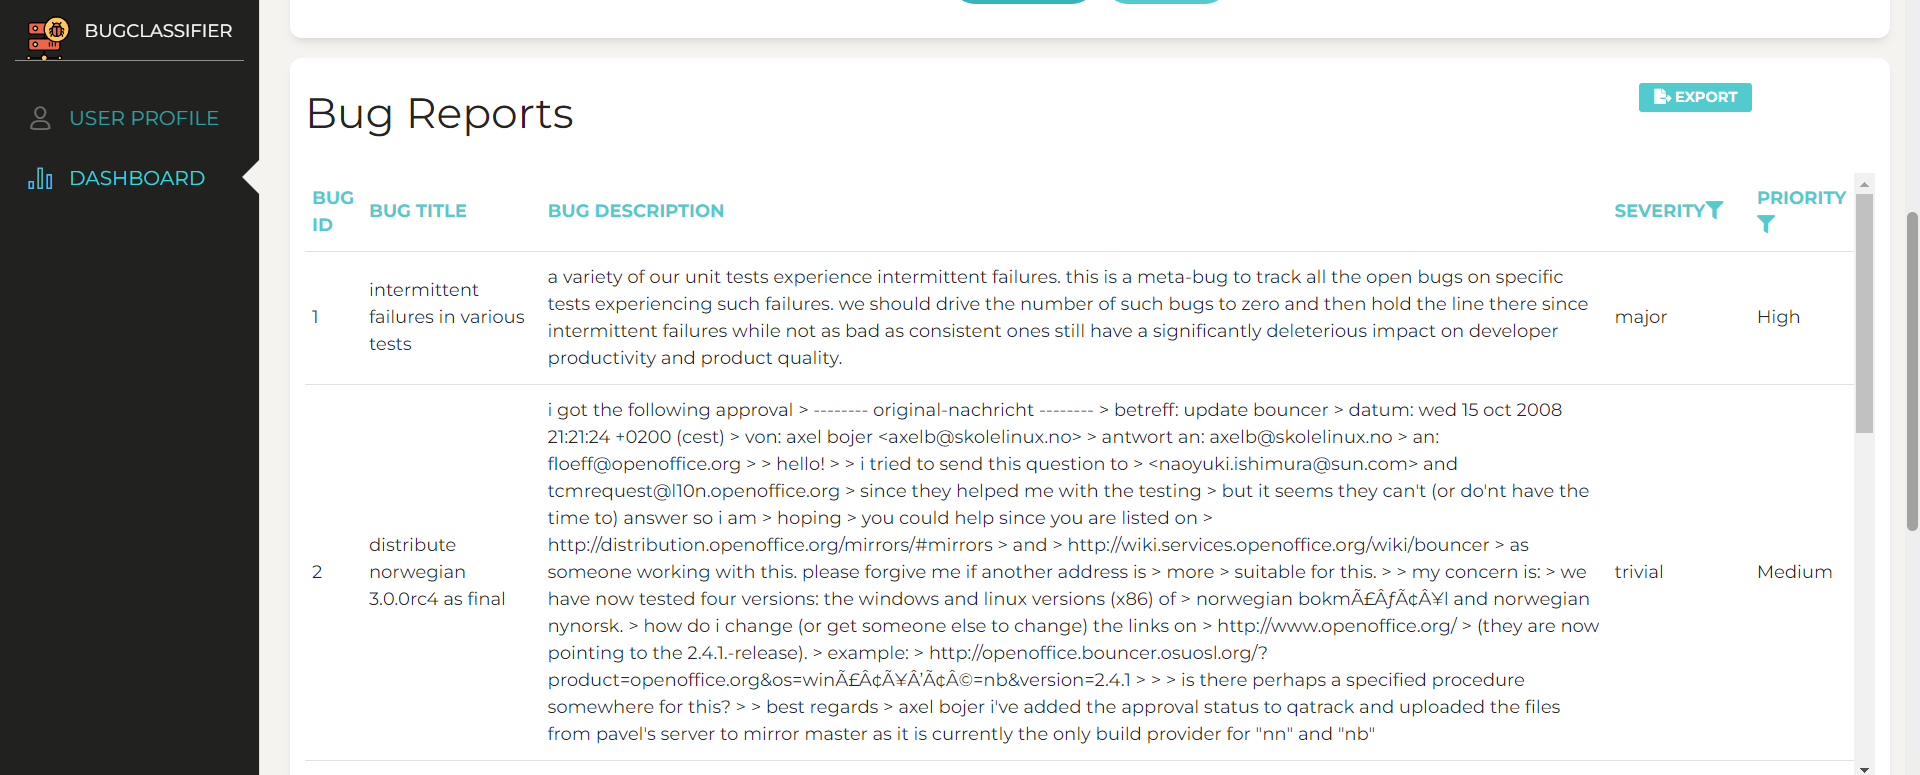 BUGCLASSIFIER
USER PROFILE
DASHBOARD
Bug Reports
EXPORT
BUG
ID
BUG TITLE
BUG DESCRIPTION
SEVERITY
PRIORITY
1
intermittent
failures in various
tests
a variety of our unit tests experience intermittent failures. this is a meta-bug to track all the open bugs on specific
tests experiencing such failures. we should drive the number of such bugs to zero and then hold the line there since
intermittent failures while not as bad as consistent ones still have a significantly deleterious impact on developer
productivity and product quality.
major
High
2
distribute
norwegian
3.0.0rc4 as final
i got the following approval > -------- original-nachricht -------- > betreff: update bouncer > datum: wed 15 oct 2008
21:21:24 +0200 (cest) > von: axel bojer <axelb@skolelinux.no> > antwort an: axelb@skolelinux.no > an:
floeff@openoffice.org > > hello! > > i tried to send this question to > <naoyuki.ishimura@sun.com> and
tcmrequest@l10n.openoffice.org > since they helped me with the testing > but it seems they can't (or do'nt have the
time to) answer so i am > hoping > you could help since you are listed on >
http://distribution.openoffice.org/mirrors/#mirrors > and > http://wiki.services.openoffice.org/wiki/bouncer > as
someone working with this. please forgive me if another address is > more > suitable for this. > > my concern is: > we
have now tested four versions: the windows and linux versions (x86) of > norwegian bokmÃ£ÂƒÃ¢Â¥l and norwegian
nynorsk. > how do i change (or get someone else to change) the links on > http://www.openoffice.org/ > (they are now
pointing to the 2.4.1.-release). > example: > http://openoffice.bouncer.osuosl.org/?
product=openoffice.org&os=winÃ£Â¢Ã¥Â’Ã¢Â©=nb&version=2.4.1 > > > is there perhaps a specified procedure
somewhere for this? > > best regards > axel bojer i've added the approval status to qatrack and uploaded the files
from pavel's server to mirror master as it is currently the only build provider for "nn" and "nb"
trivial
Medium